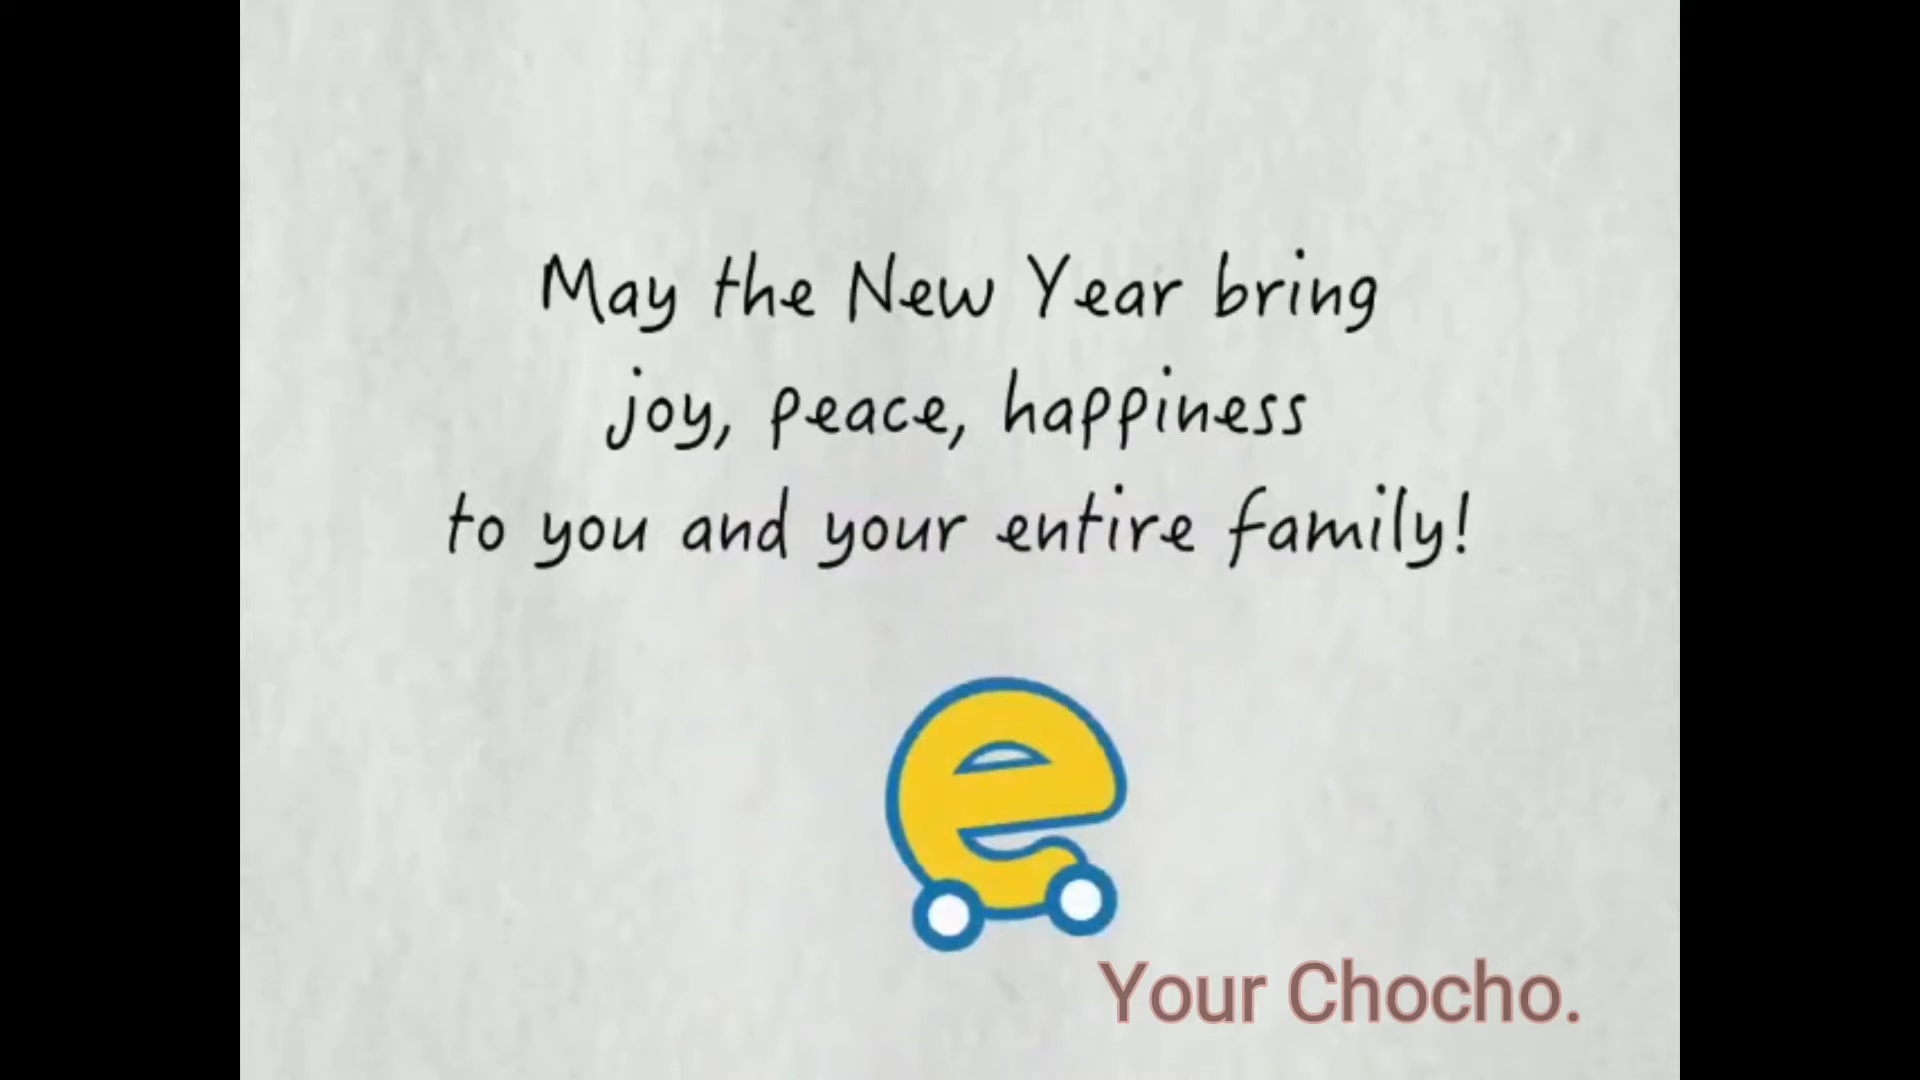 May the New Year bring
joy, peace, happiness
to you and your entire family!
e
Your Chocho.